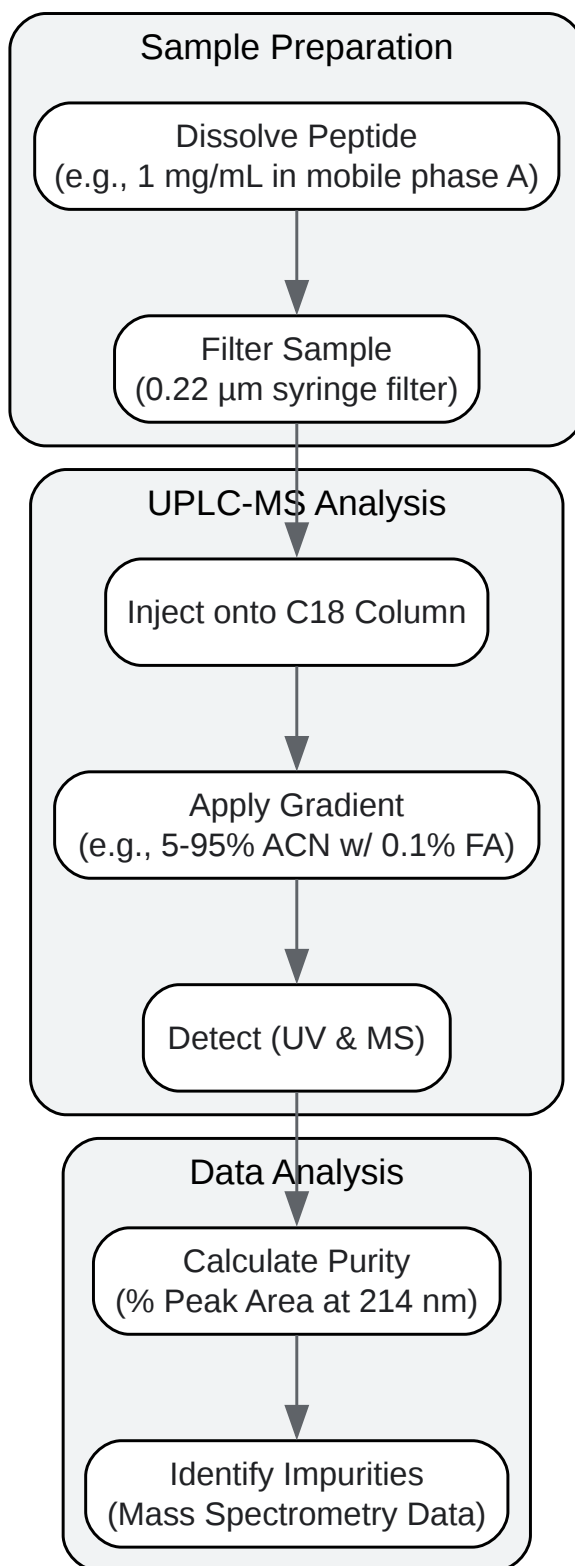 Sample Preparation
Dissolve Peptide
(e.g., 1 mg/mL in mobile phase A)
Filter Sample
(0.22 µm syringe filter)
UPLC-MS Analysis
Inject onto C18 Column
Apply Gradient
(e.g., 5-95% ACN w/ 0.1% FA)
Detect (UV & MS)
Data Analysis
Calculate Purity
(% Peak Area at 214 nm)
Identify Impurities
(Mass Spectrometry Data)